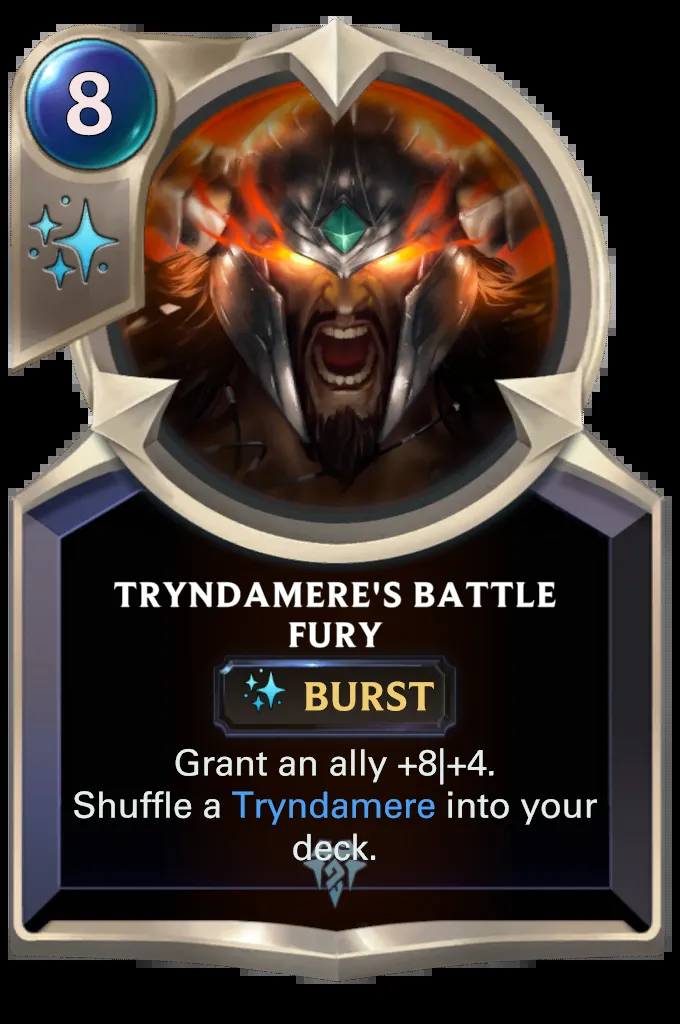 8
TRYNDAMERE'S BATTLE
FURY
BURST
Grant an ally +8|+4.
Shuffle a Tryndamere into your
deck.